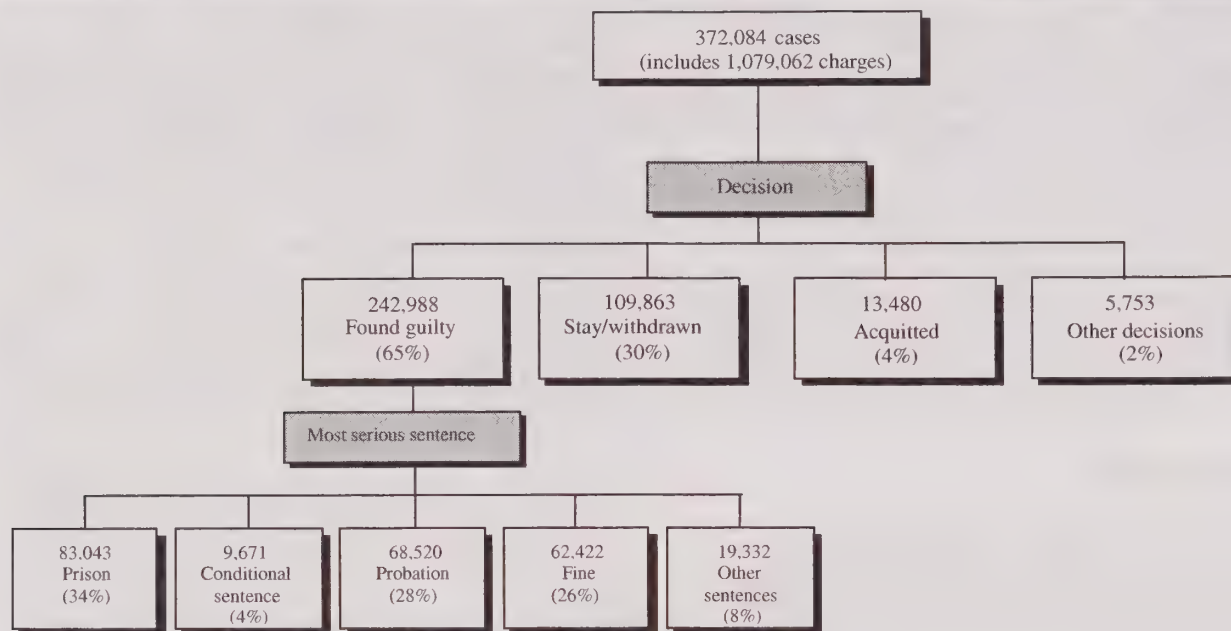 372,084 cases
(includes 1,079,062 charges)
Decision
242,988
Found guilty
(65%)
109,863
Stay/withdrawn
(30%)
13,480
Acquitted
(4%)
5,753
Other decisions
(2%)
Most serious sentence
83,043
Prison
(34%)
9,671
Conditional
sentence
(4%)
68,520
Probation
(28%)
62,422
Fine
(26%)
19,332
Other
sentences
(8%)